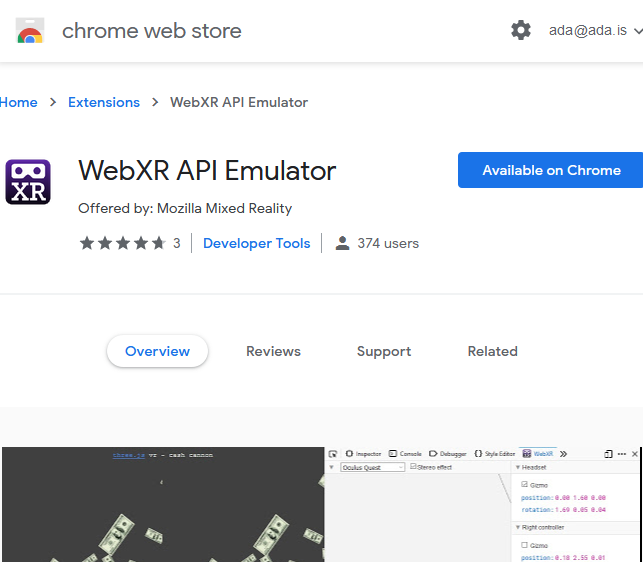 chrome web store
ada@ada.is
Home > Extensions > WebXR API Emulator
XR
WebXR API Emulator
Available on Chrome
Offered by: Mozilla Mixed Reality
3
Developer Tools
374 users
Overview
Reviews
Support
Related
three.js vr - cash cannon
Inspector
Console
Debugger
Style Editor
WebXR
Oculus Quest
Stereo effect
Headset
Gizmo
position: 0.00 1.60 0.00
rotation: 1.69 0.05 0.04
Right controller
Gizmo
position: 0.18 2.55 0.01